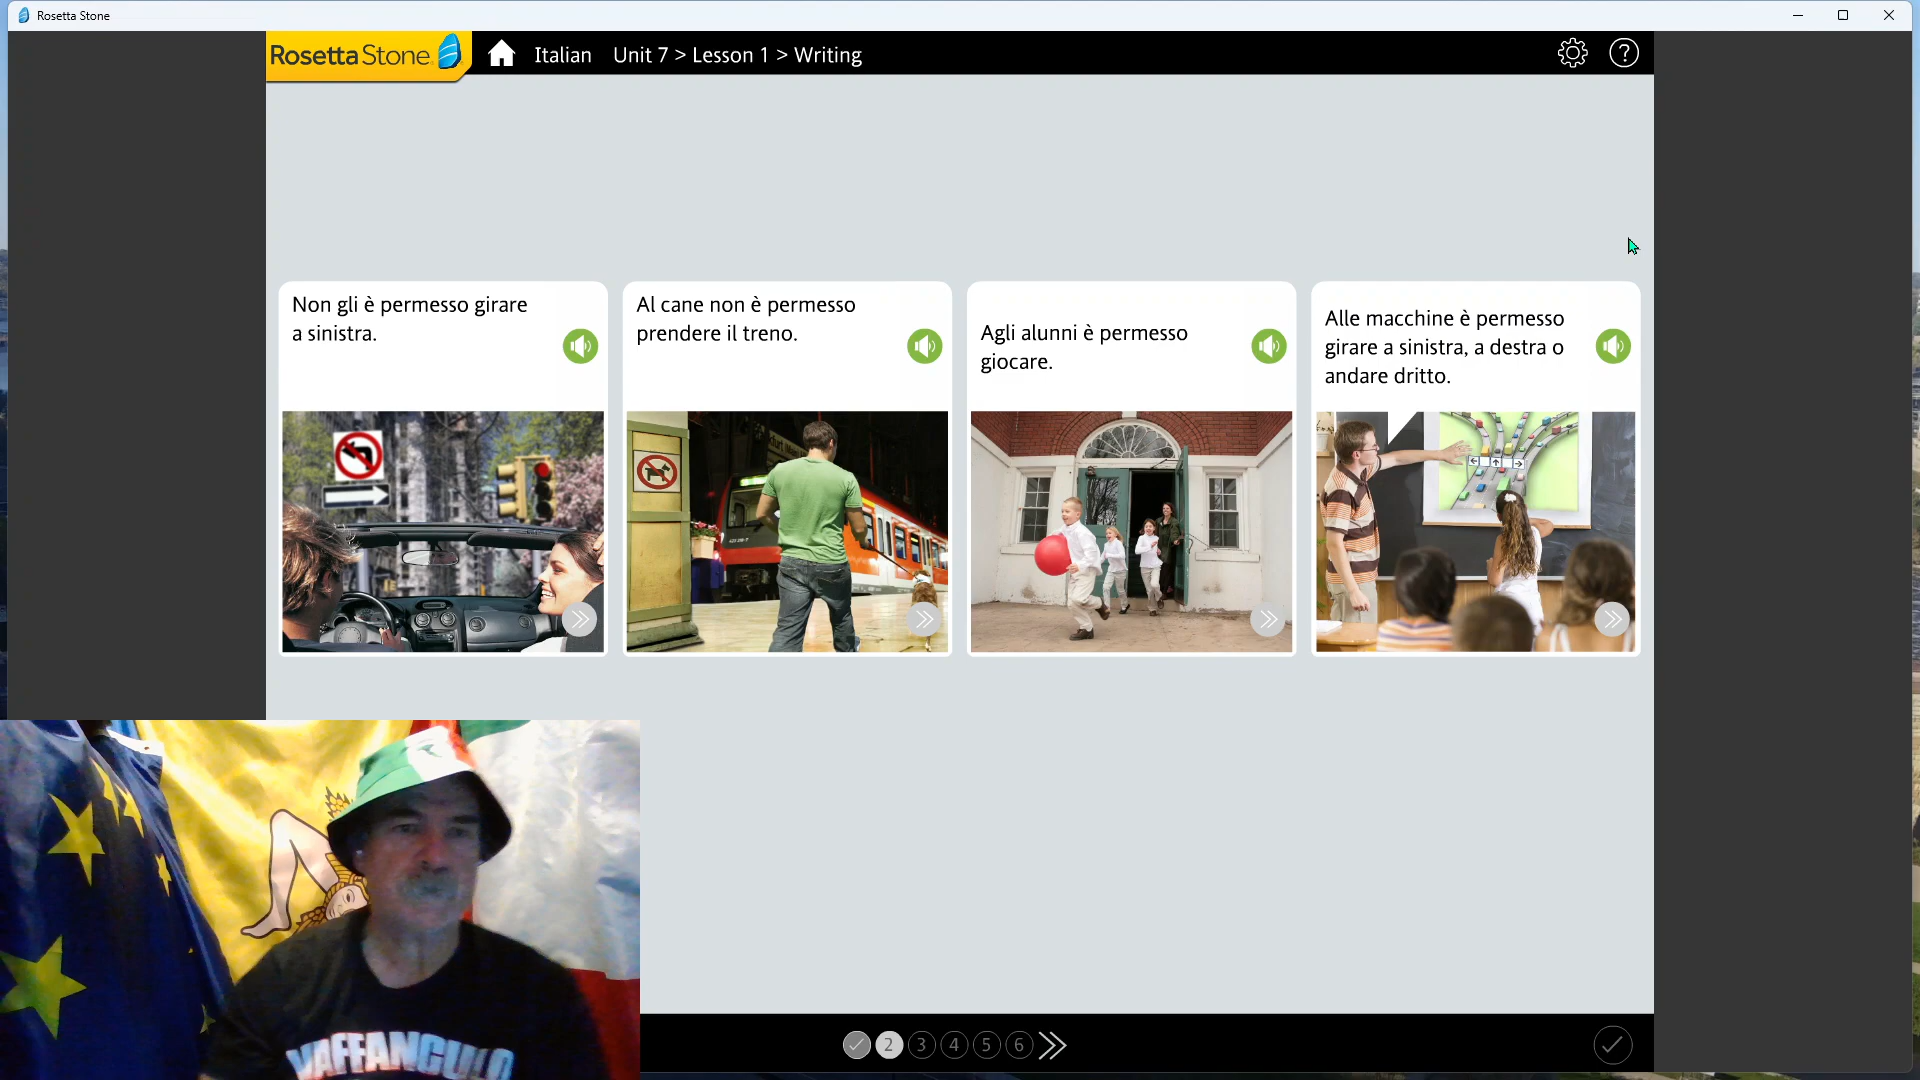 Rosetta Stone
RosettaStone
Italian Unit 7 > Lesson 1 > Writing
?
Non gli è permesso girare
a sinistra.
Al cane non è permesso
prendere il treno.
Agli alunni è permesso
giocare.
Alle macchine è permesso
girare a sinistra, a destra o
andare dritto.
VAFFANCULO
2 3 4 5 6